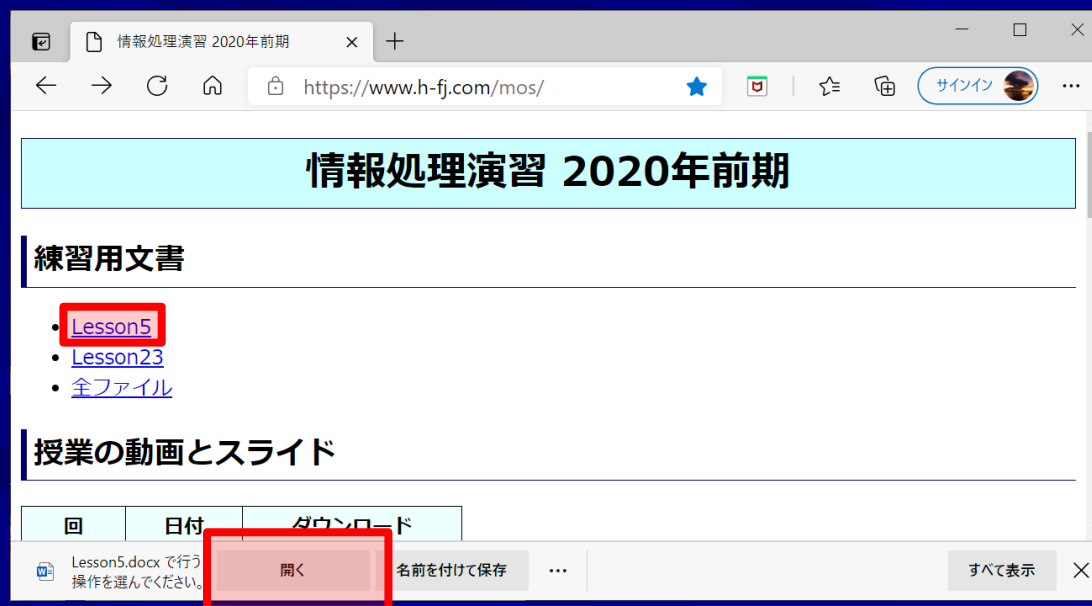 情報処理演習 2020年前期
https://www.h-fj.com/mos/
サインイン
情報処理演習 2020年前期
練習用文書
Lesson5
Lesson23
全ファイル
授業の動画とスライド
回 日付 ダウンロード
Lesson5.docx で行う
操作を選んでください。
開く 名前を付けて保存 … すべて表示